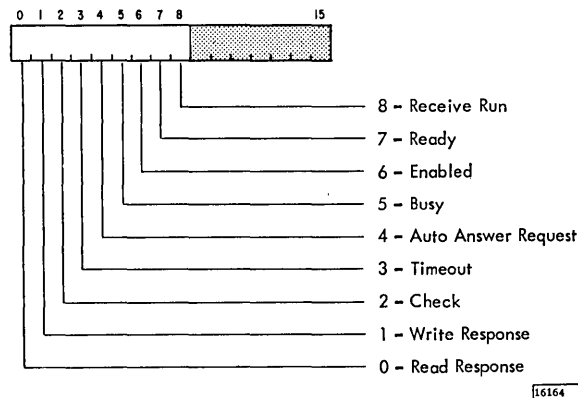 0 1 2 3 4 5 6 7 8 15
8 - Receive Run
7 - Ready
6 - Enabled
5 - Busy
4 - Auto Answer Request
3 - Timeout
2 - Check
1 - Write Response
0 - Read Response
16164